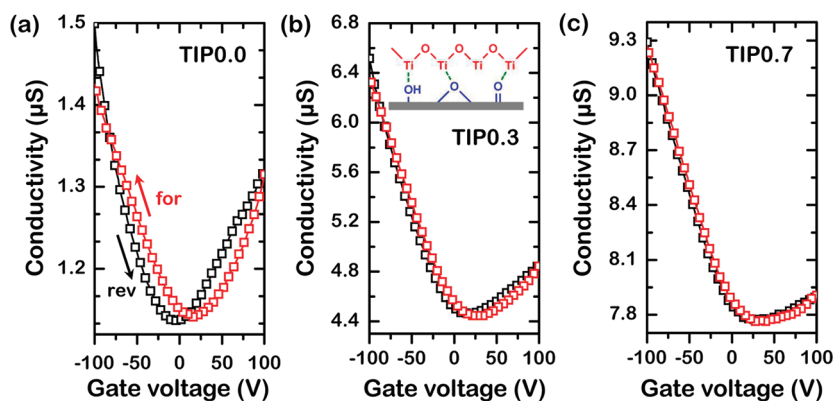 (a)
TIP0.0
Conductivity (µS)
1.5
1.4
1.3
1.2
for
rev
-100 -50 0 50 100
Gate voltage (V)
(b)
TIP0.3
Conductivity (µS)
6.8
6.4
6.0
5.6
5.2
4.8
4.4
O O O
Ti Ti Ti Ti
OH O O
-100 -50 0 50 100
Gate voltage (V)
(c)
TIP0.7
Conductivity (µS)
9.3
9.0
8.7
8.4
8.1
7.8
-100 -50 0 50 100
Gate voltage (V)